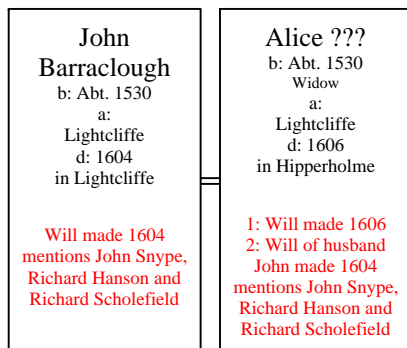 John
Barraclough
b: Abt. 1530
a:
Lightcliffe
d: 1604
in Lightcliffe
Will made 1604
mentions John Snype,
Richard Hanson and
Richard Scholefield
Alice ???
b: Abt. 1530
Widow
a:
Lightcliffe
d: 1606
in Hipperholme
1: Will made 1606
2: Will of husband
John made 1604
mentions John Snype,
Richard Hanson and
Richard Scholefield